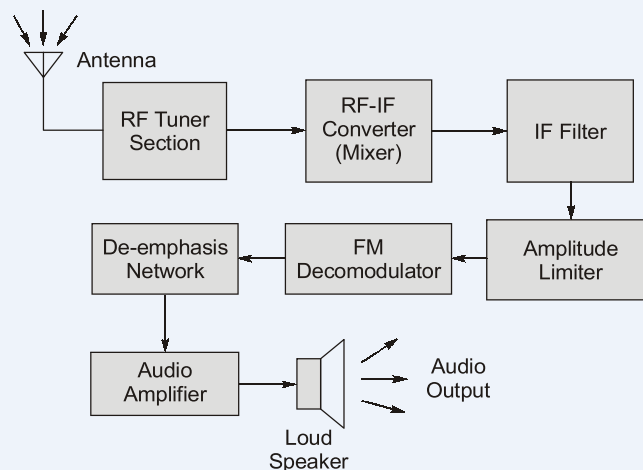 Antenna
RF Tuner
Section
RF-IF
Converter
(Mixer)
IF Filter
De-emphasis
Network
FM
Decomodulator
Amplitude
Limiter
Audio
Amplifier
Loud
Speaker
Audio
Output